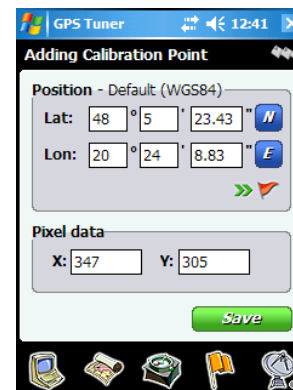 GPS Tuner 12:41
Adding Calibration Point
Position - Default (WGS84)
Lat: 48 ° 5 ' 23.43 " N
Lon: 20 ° 24 ' 8.83 " E
Pixel data
X: 347 Y: 305
Save